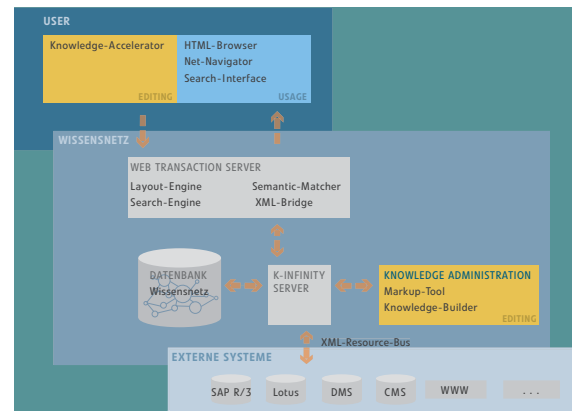 USER
Knowledge-Accelerator
EDITING
HTML-Browser
Net-Navigator
Search-Interface
USAGE
WISSENSNETZ
WEB TRANSACTION SERVER
Layout-Engine Semantic-Matcher
Search-Engine XML-Bridge
DATENBANK
Wissensnetz
K-INFINITY
SERVER
KNOWLEDGE ADMINISTRATION
Markup-Tool
Knowledge-Builder
EDITING
XML-Resource-Bus
EXTERNE SYSTEME
SAP R/3 Lotus DMS CMS WWW ...